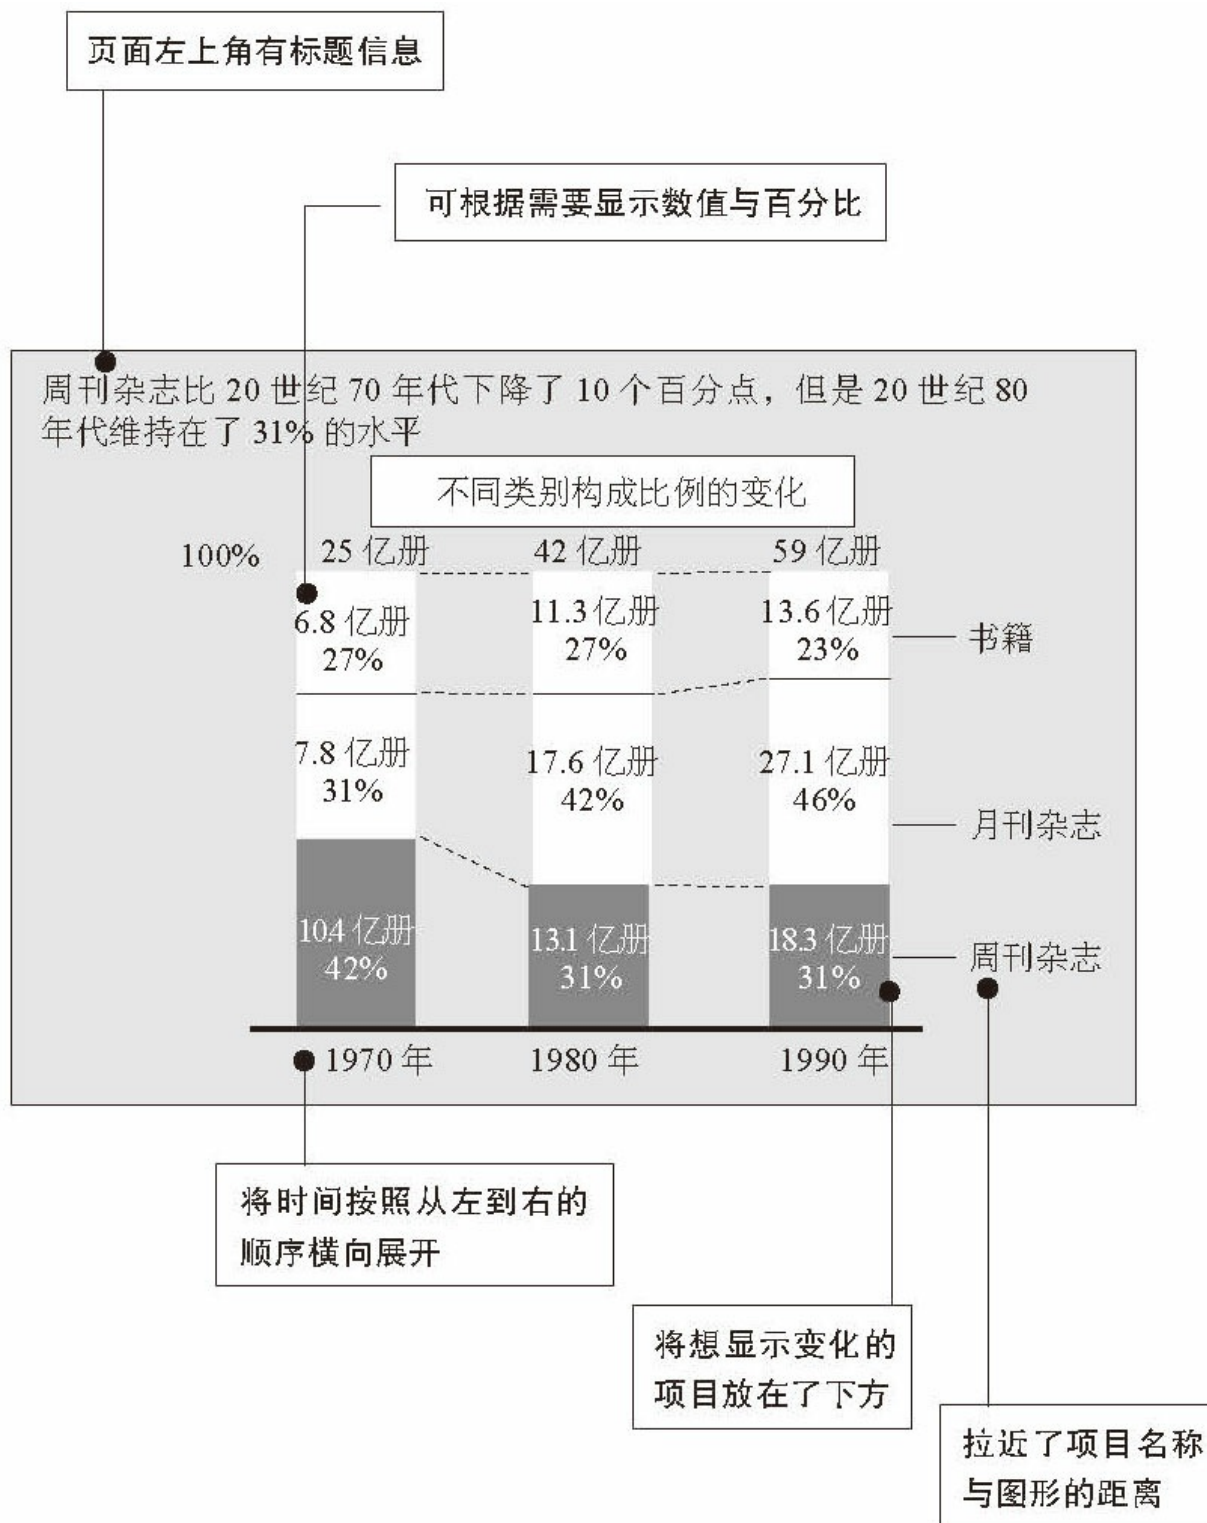 页面左上角有标题信息
可根据需要显示数值与百分比
周刊杂志比 20 世纪 70 年代下降了 10 个百分点，但是 20 世纪 80
年代维持在了 31% 的水平
不同类别构成比例的变化
100%
25 亿册
42 亿册
59 亿册
6.8 亿册
27%
11.3 亿册
27%
13.6 亿册
23%
书籍
7.8 亿册
31%
17.6 亿册
42%
27.1 亿册
46%
月刊杂志
10.4 亿册
42%
13.1 亿册
31%
18.3 亿册
31%
周刊杂志
1970 年
1980 年
1990 年
将时间按照从左到右的
顺序横向展开
将想显示变化的
项目放在了下方
拉近了项目名称
与图形的距离